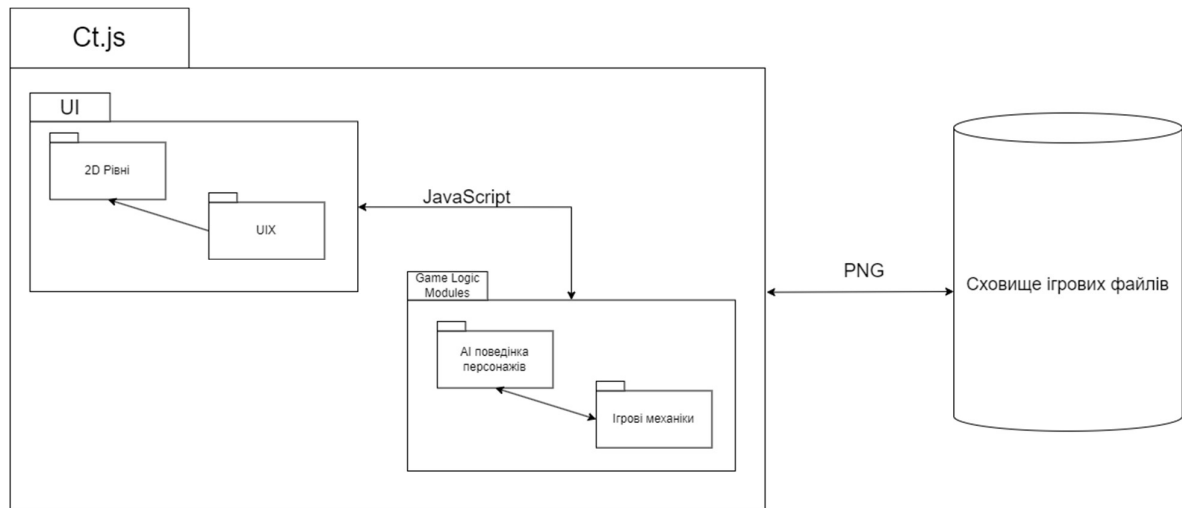 Ct.js
UI
2D Рівні
UIX
JavaScript
Game Logic
Modules
AI поведінка
персонажів
Ігрові механіки
PNG
Сховище ігрових файлів